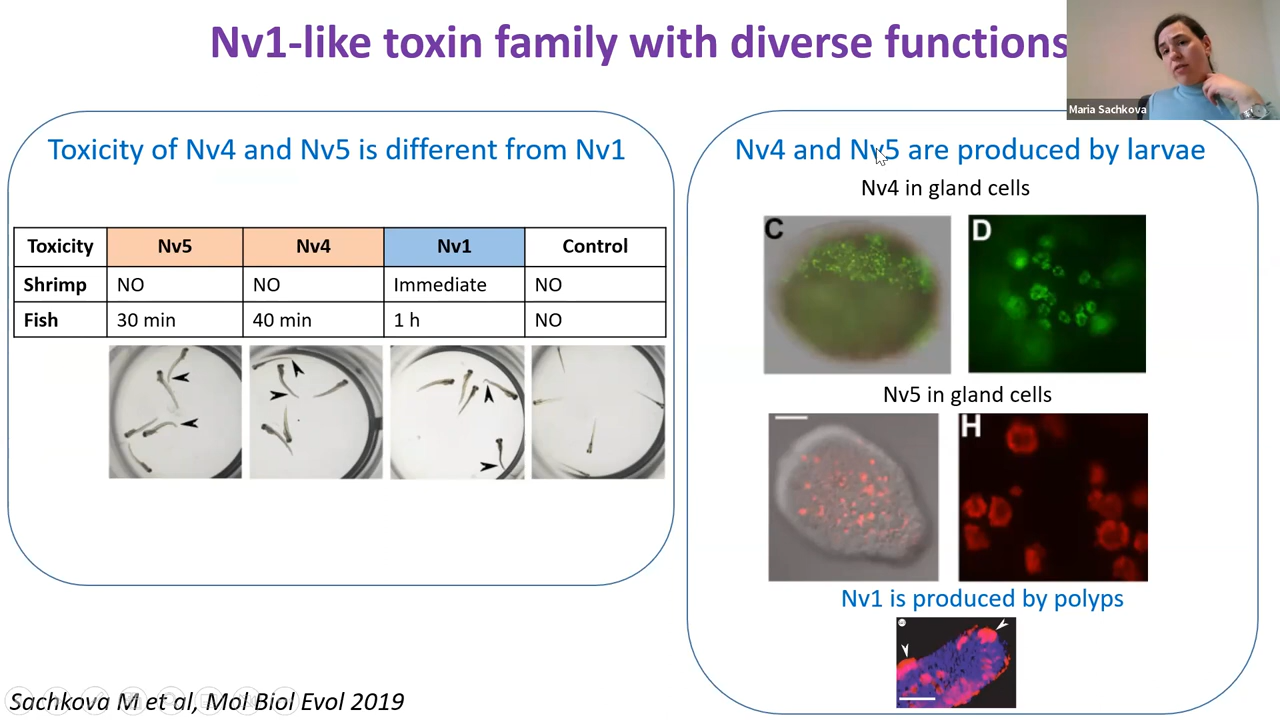 Nv1-like toxin family with diverse functions
Maria Sachkova
Toxicity of Nv4 and Nv5 is different from Nv1
Toxicity Nv5 Nv4 Nv1 Control
Shrimp NO NO Immediate NO
Fish 30 min 40 min 1 h NO
Nv4 and Nv5 are produced by larvae
Nv4 in gland cells
C D
Nv5 in gland cells
H
Nv1 is produced by polyps
Sachkova M et al, Mol Biol Evol 2019